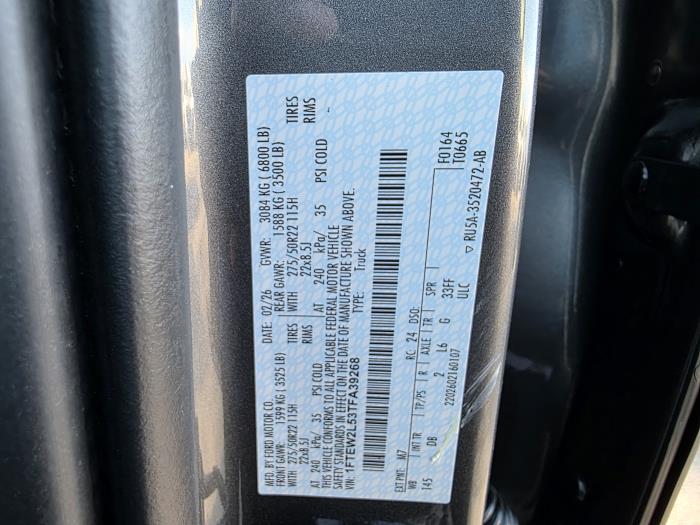 MFD. BY FORD MOTOR CO.
DATE: 02/26 GVWR: 3084 KG ( 6800 LB)
FRONT GAWR: 1599 KG ( 3525 LB) REAR GAWR: 1588 KG ( 3500 LB)
WITH 275/50R22 115H TIRES WITH 275/50R22 115H TIRES
22x8.5J RIMS 22x8.5J RIMS
AT 240 kPa/ 35 PSI COLD AT 240 kPa/ 35 PSI COLD
THIS VEHICLE CONFORMS TO ALL APPLICABLE FEDERAL MOTOR VEHICLE
SAFETY STANDARDS IN EFFECT ON THE DATE OF MANUFACTURE SHOWN ABOVE.
VIN: 1FTEW2L53TFA39268 TYPE: Truck
F0164
T0665
EXT PNT: M7 RC: 24 DSO:
WB INT TR TP/PS R AXLE TR SPR
145 DB 2 L6 G 33FF
2202602160107 ULC
▽ RU5A-3520472-AB